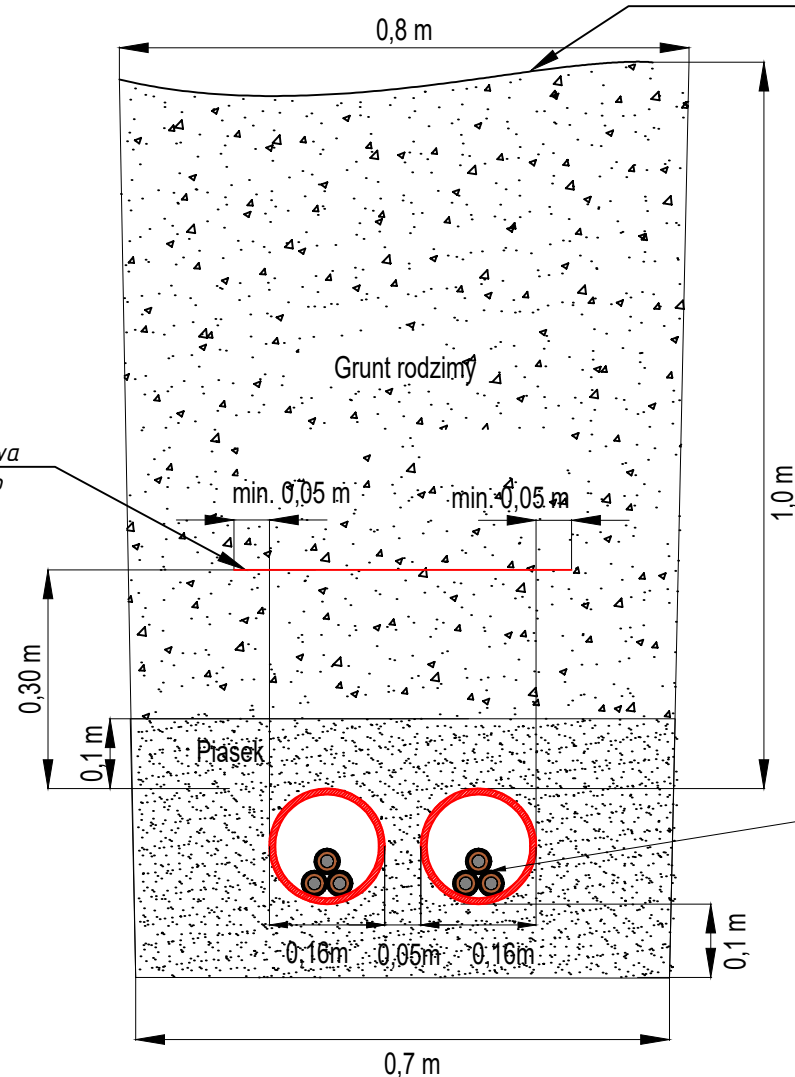 0,8 m
Grunt rodzimy
min. 0,05 m
min. 0,05 m
1,0 m
0,30 m
0,1 m
Piasek
0,16m
0,05m
0,16m
0,1 m
0,7 m